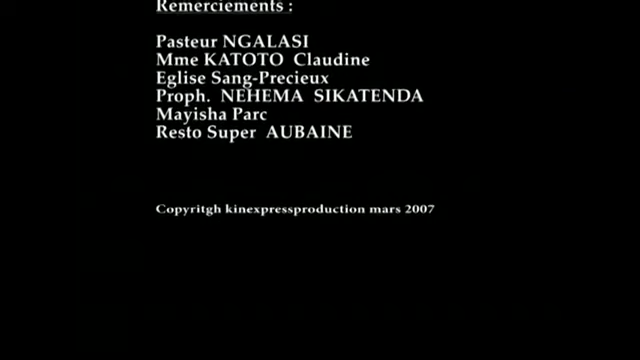 Remerciements :
Pasteur NGALASI
Mme KATOTO Claudine
Eglise Sang-Precieux
Proph. NEHEMA SIKATENDA
Mayisha Parc
Resto Super AUBAINE
Copyritgh kinexpressproduction mars 2007